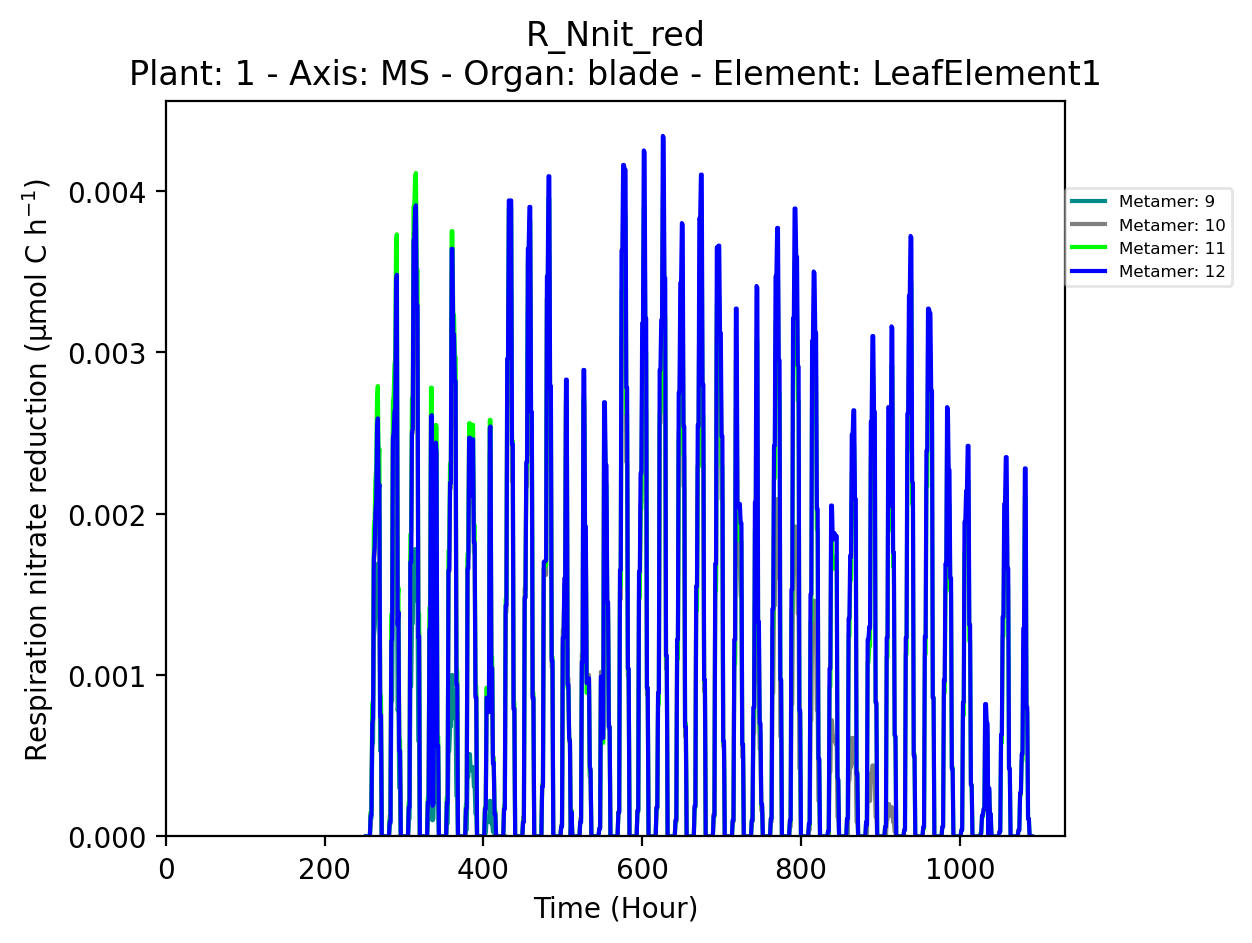 R_Nnit_red
Plant: 1 - Axis: MS - Organ: blade - Element: LeafElement1
Respiration nitrate reduction (µmol C h⁻¹)
0.004
0.003
0.002
0.001
0.000
0 200 400 600 800 1000
Time (Hour)
Metamer: 9
Metamer: 10
Metamer: 11
Metamer: 12